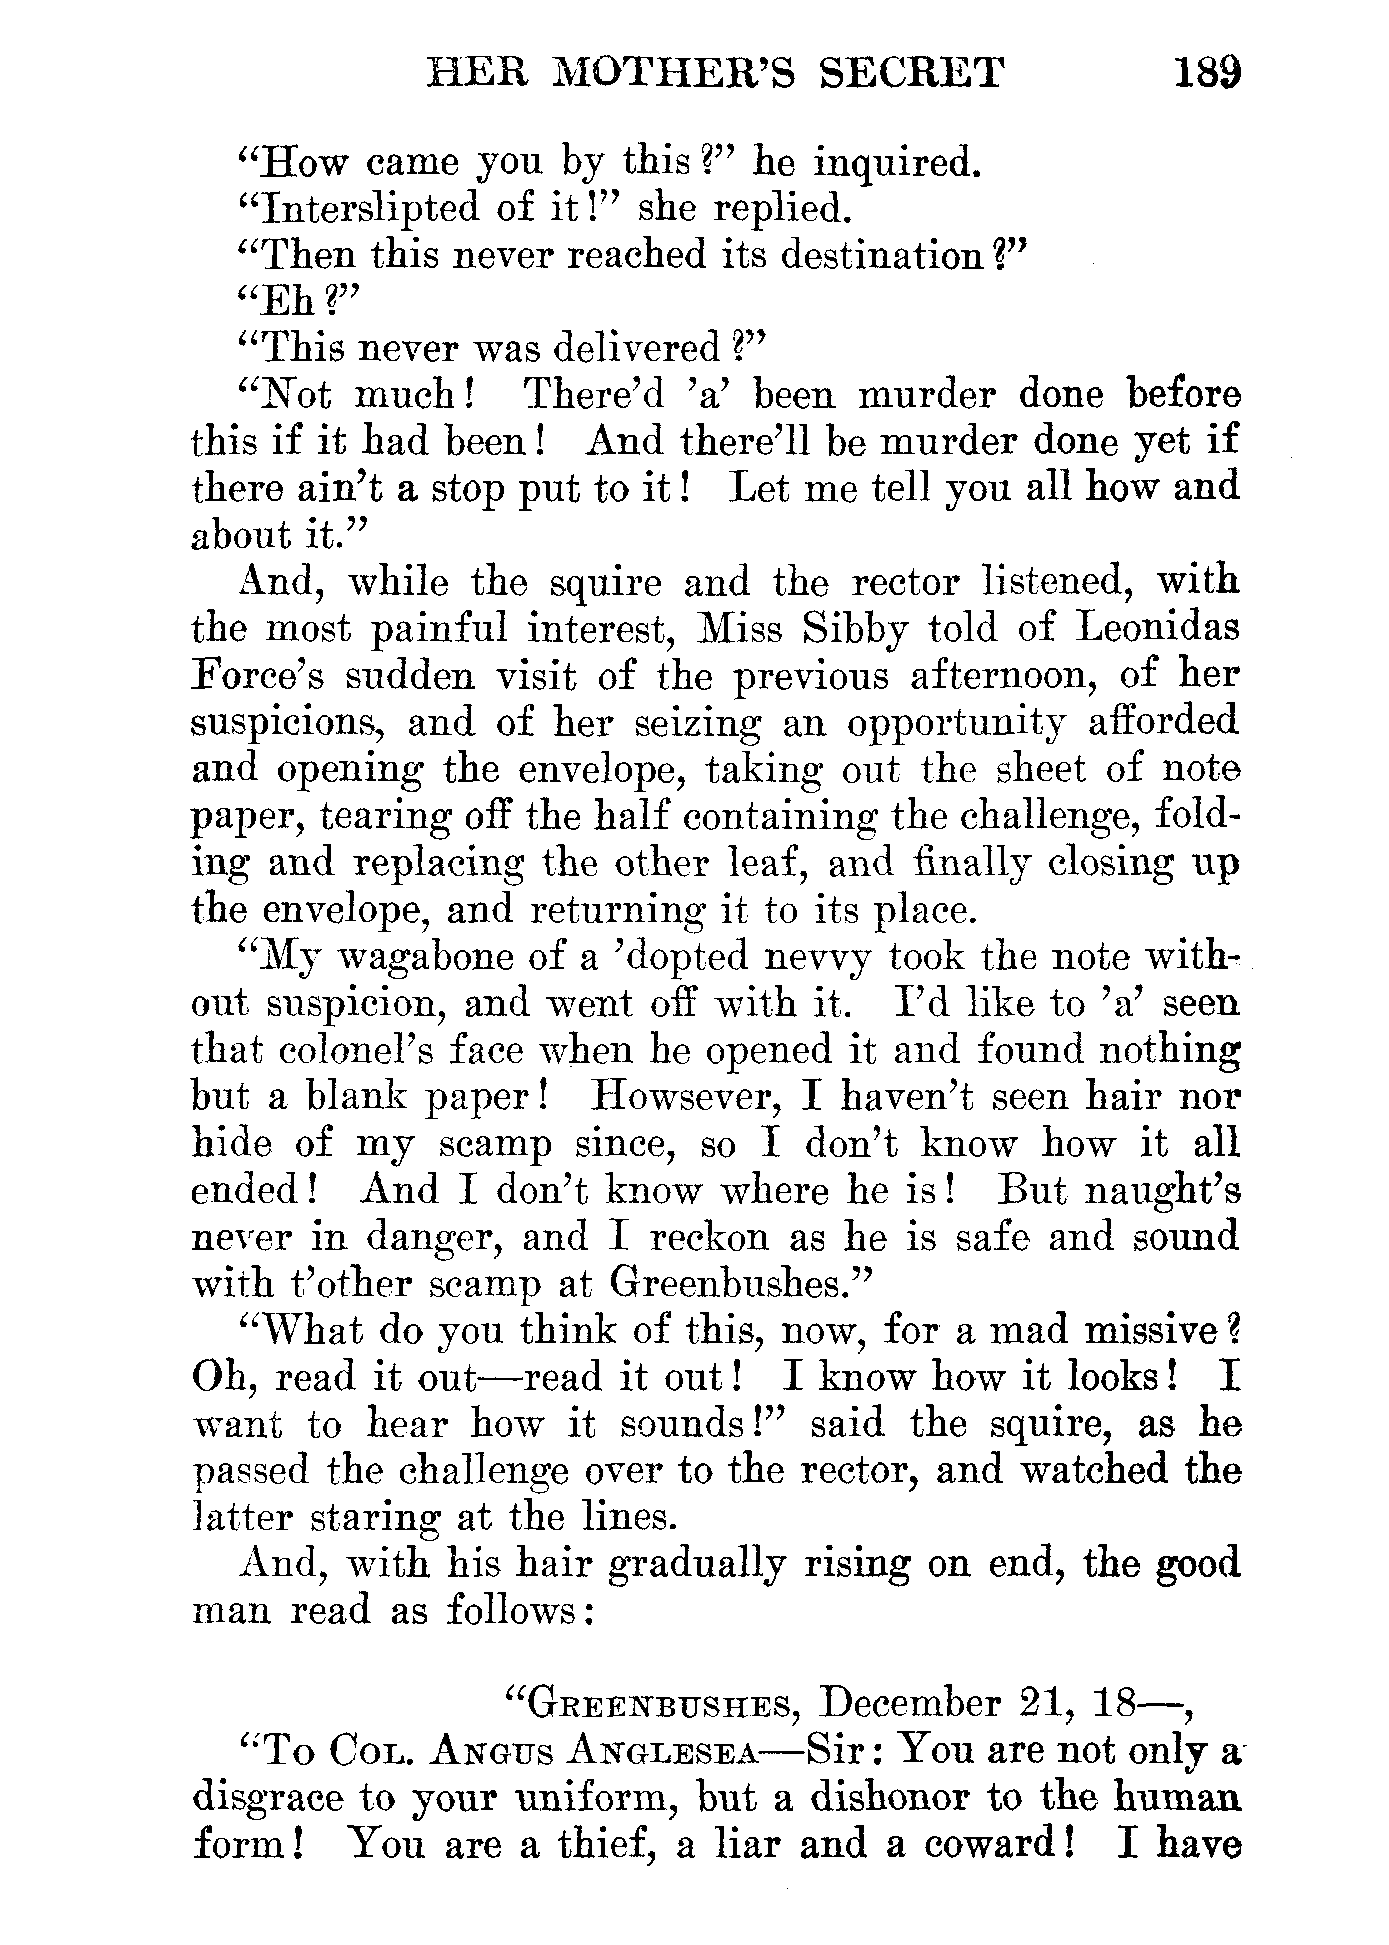 HER MOTHER'S SECRET 189
“How came you by this?” he inquired.
“Interslipted of it!” she replied.
“Then this never reached its destination?”
“Eh?”
“This never was delivered?”
“Not much! There'd 'a' been murder done before
this if it had been! And there'll be murder done yet if
there ain't a stop put to it! Let me tell you all how and
about it.”
And, while the squire and the rector listened, with
the most painful interest, Miss Sibby told of Leonidas
Force's sudden visit of the previous afternoon, of her
suspicions, and of her seizing an opportunity afforded
and opening the envelope, taking out the sheet of note
paper, tearing off the half containing the challenge, fold-
ing and replacing the other leaf, and finally closing up
the envelope, and returning it to its place.
“My wagabone of a 'dopted nevvy took the note with-
out suspicion, and went off with it. I'd like to 'a' seen
that colonel's face when he opened it and found nothing
but a blank paper! Howsever, I haven't seen hair nor
hide of my scamp since, so I don't know how it all
ended! And I don't know where he is! But naught's
never in danger, and I reckon as he is safe and sound
with t'other scamp at Greenbushes.”
“What do you think of this, now, for a mad missive?
Oh, read it out—read it out! I know how it looks! I
want to hear how it sounds!” said the squire, as he
passed the challenge over to the rector, and watched the
latter staring at the lines.
And, with his hair gradually rising on end, the good
man read as follows:
“GREENBUSHES, December 21, 18—,
“TO COL. ANGUS ANGLESEA—Sir: You are not only a
disgrace to your uniform, but a dishonor to the human
form! You are a thief, a liar and a coward! I have